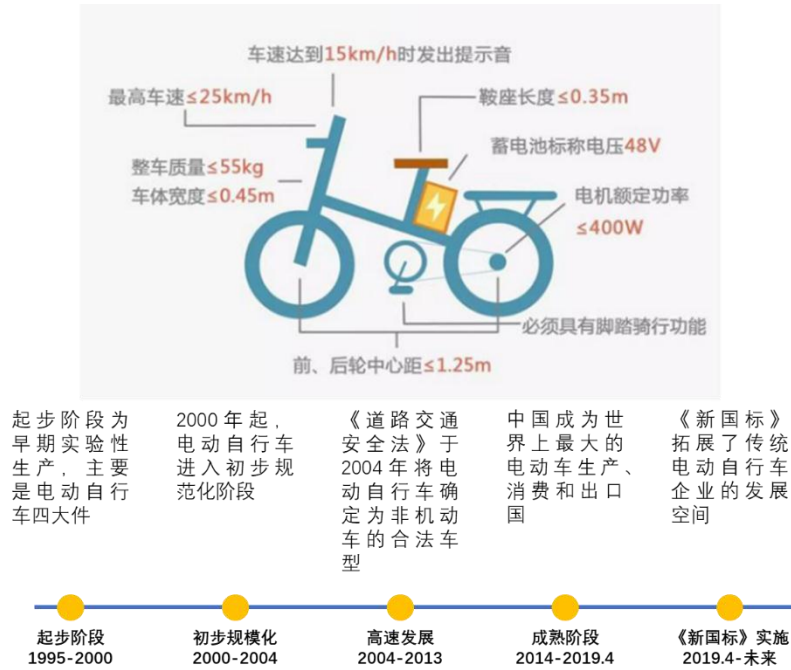 车速达到15km/h时发出提示音
最高车速≤25km/h
鞍座长度≤0.35m
蓄电池标称电压48V
整车质量≤55kg
车体宽度≤0.45m
电机额定功率
≤400W
必须具有脚踏骑行功能
前、后轮中心距≤1.25m
起步阶段为
早期实验性
生产，主要
是电动自行
车四大件
2000年起，
电动自行车
进入初步规
范化阶段
《道路交通
安全法》于
2004年将电
动自行车确
定为非机动
车的合法车
型
中国成为世
界上最大的
电动车生产、
消费和出口
国
《新国标》
拓展了传统
电动自行车
企业的发展
空间
起步阶段
1995-2000
初步规模化
2000-2004
高速发展
2004-2013
成熟阶段
2014-2019.4
《新国标》实施
2019.4-未来